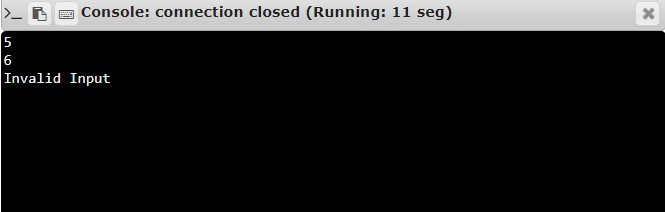 >_ Console: connection closed (Running: 11 seg)
5
6
Invalid Input